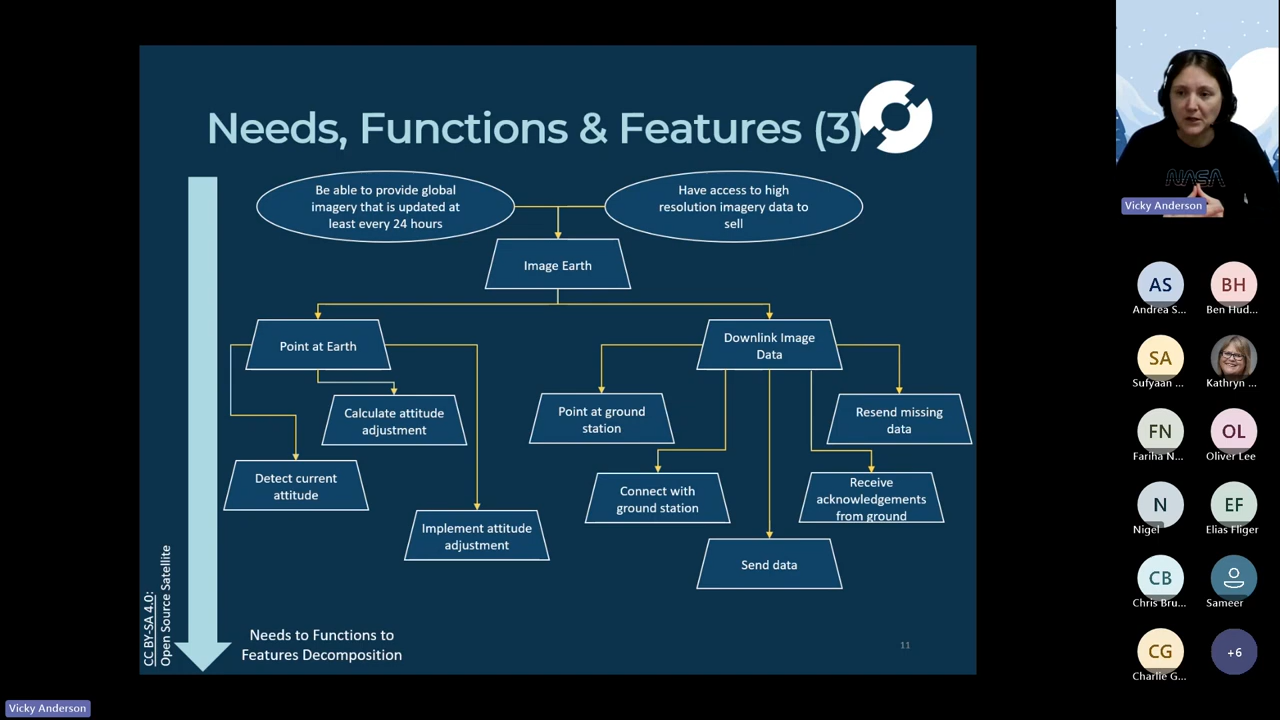 Needs, Functions & Features (3)
Be able to provide global
imagery that is updated at
least every 24 hours
Have access to high
resolution imagery data to
sell
Image Earth
Point at Earth
Downlink Image
Data
Calculate attitude
adjustment
Point at ground
station
Resend missing
data
Detect current
attitude
Connect with
ground station
Receive
acknowledgements
from ground
Implement attitude
adjustment
Send data
CC BY-SA 4.0:
Open Source Satellite
Needs to Functions to
Features Decomposition
11
NASA
Vicky Anderson
AS
Andrea S...
BH
Ben Hud...
SA
Sufyaan ...
Kathryn ...
FN
Fariha N...
OL
Oliver Lee
N
Nigel
EF
Elias Fliger
CB
Chris Bru...
Sameer
CG
Charlie G...
+6
Vicky Anderson